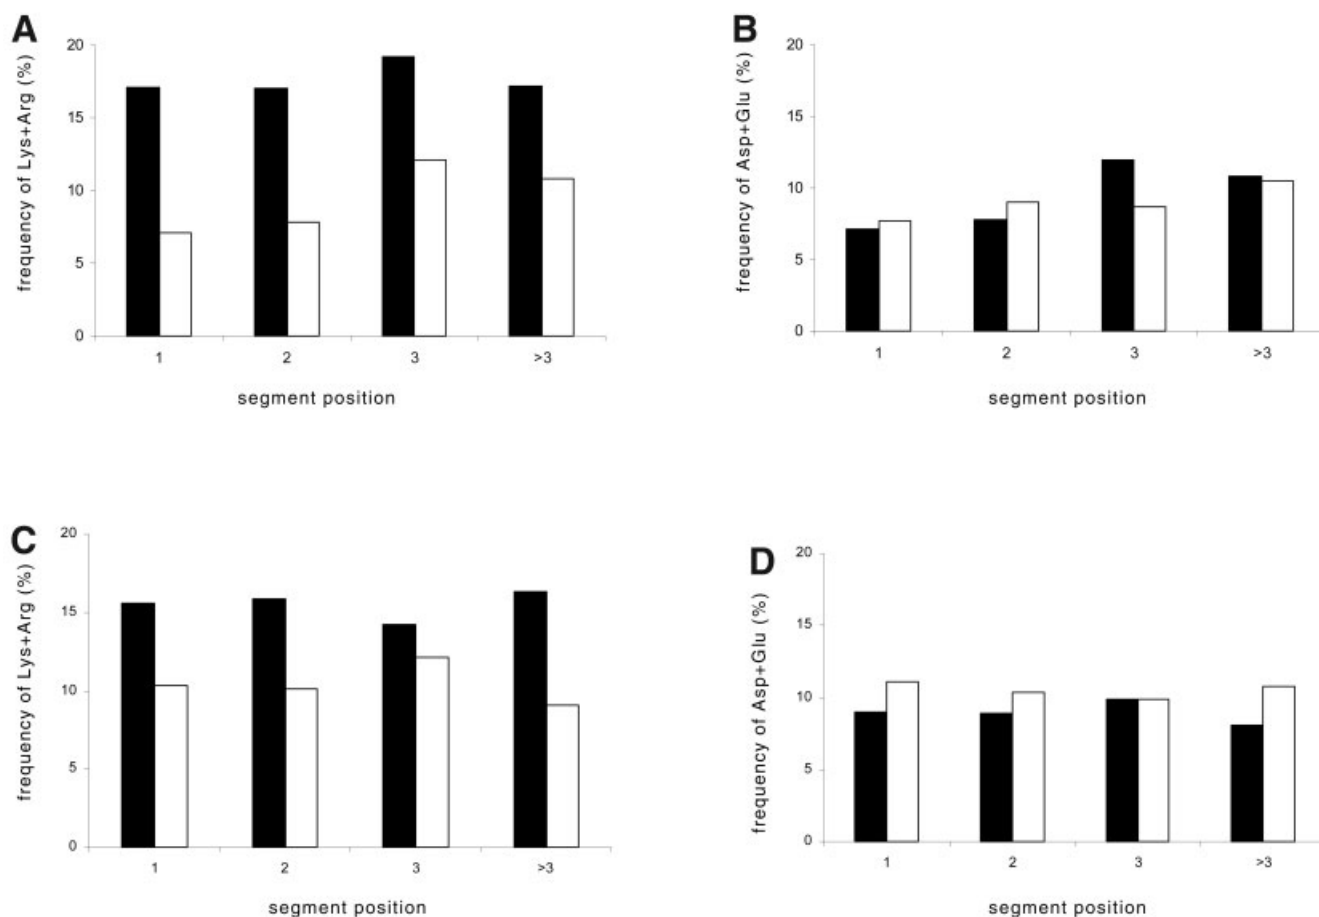 A
frequency of Lys+Arg (%)
20
15
10
5
0
1 2 3 >3
segment position
B
frequency of Asp+Glu (%)
20
15
10
5
0
1 2 3 >3
segment position
C
frequency of Lys+Arg (%)
20
15
10
5
0
1 2 3 >3
segment position
D
frequency of Asp+Glu (%)
20
15
10
5
0
1 2 3 >3
segment position